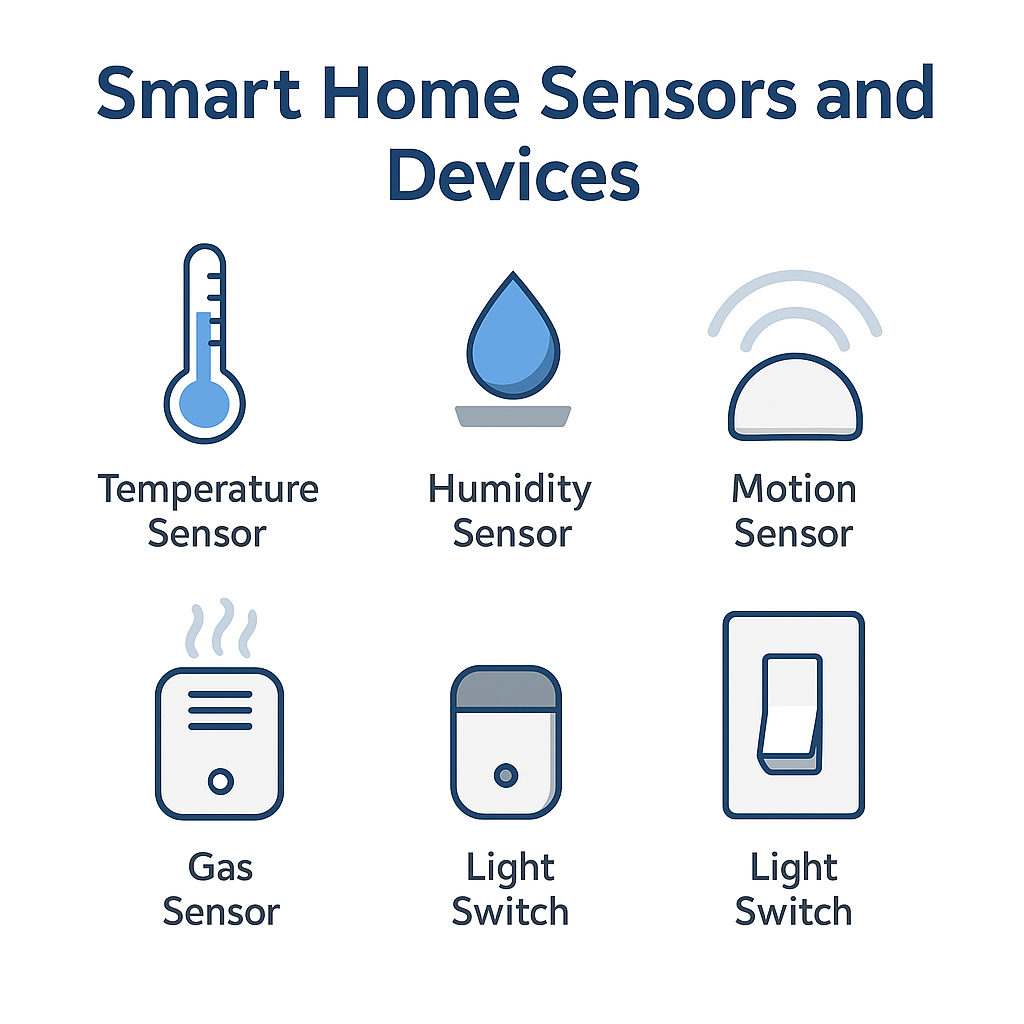 Smart Home Sensors and
Devices
Temperature
Sensor
Humidity
Sensor
Motion
Sensor
Gas
Sensor
Light
Switch
Light
Switch